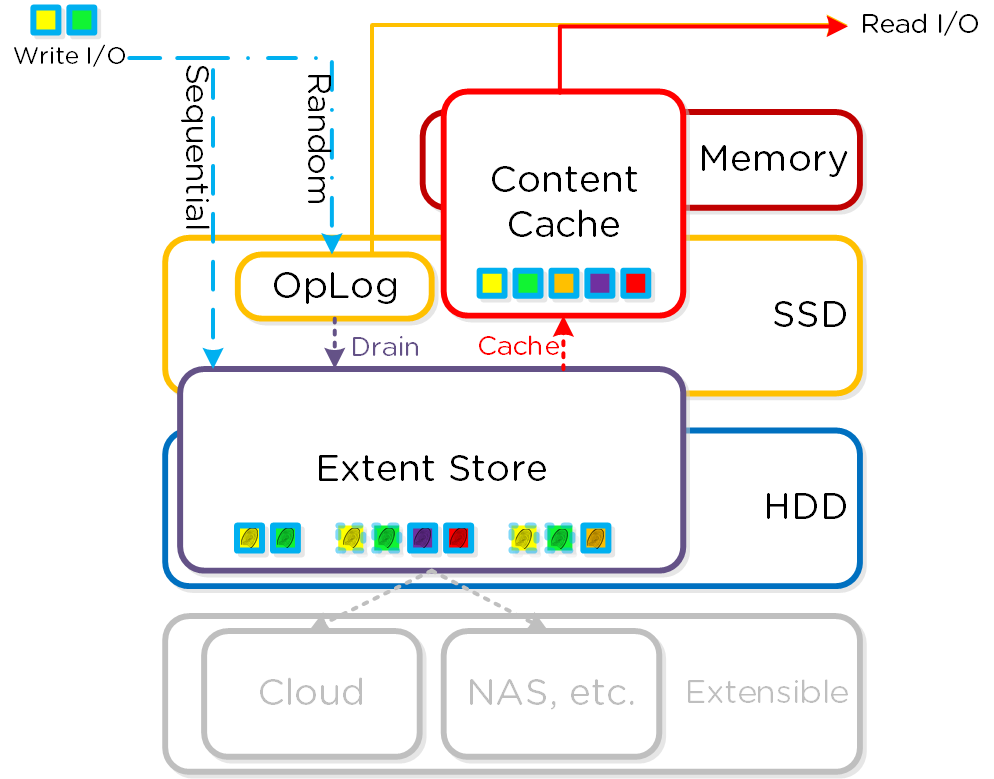 Write I/O
Read I/O
Sequential
Random
Memory
Content
Cache
OpLog
SSD
Drain
Cache
Extent Store
HDD
Cloud
NAS, etc.
Extensible